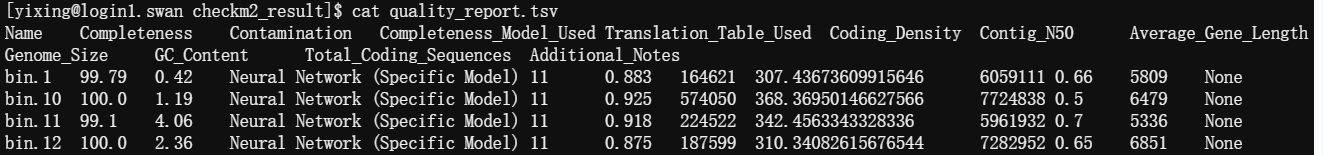 [yixing@login1.swan checkm2_result]$ cat quality_report.tsv
Name Completeness Contamination Completeness_Model_Used Translation_Table_Used Coding_Density Contig_N50 Average_Gene_Length
Genome_Size GC_Content Total_Coding_Sequences Additional_Notes
bin.1 99.79 0.42 Neural Network (Specific Model) 11 0.883 164621 307.43673609915646 6059111 0.66 5809 None
bin.10 100.0 1.19 Neural Network (Specific Model) 11 0.925 574050 368.36950146627566 7724838 0.5 6479 None
bin.11 99.1 4.06 Neural Network (Specific Model) 11 0.918 224522 342.4563343328336 5961932 0.7 5336 None
bin.12 100.0 2.36 Neural Network (Specific Model) 11 0.875 187599 310.34082615676544 7282952 0.65 6851 None